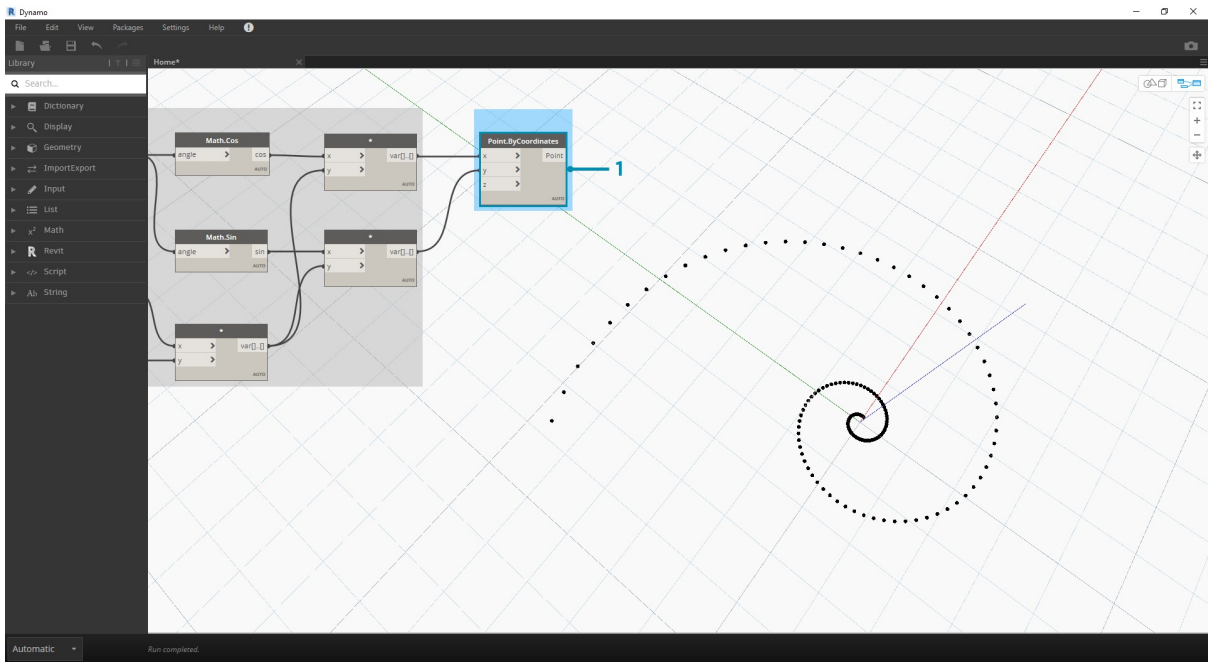 R Dynamo
File Edit View Packages Settings Help !
Library
Home*
Search...
Dictionary
Display
Geometry
ImportExport
Input
List
x² Math
R Revit
</> Script
Ab String
Math.Cos
angle > cos
AUTO
*
x > var[]..[]
y >
AUTO
Point.ByCoordinates
x > Point
y >
z >
AUTO
1
Math.Sin
angle > sin
AUTO
*
x > var[]..[]
y >
AUTO
*
x > var[]..[]
y >
AUTO
Automatic
Run completed.